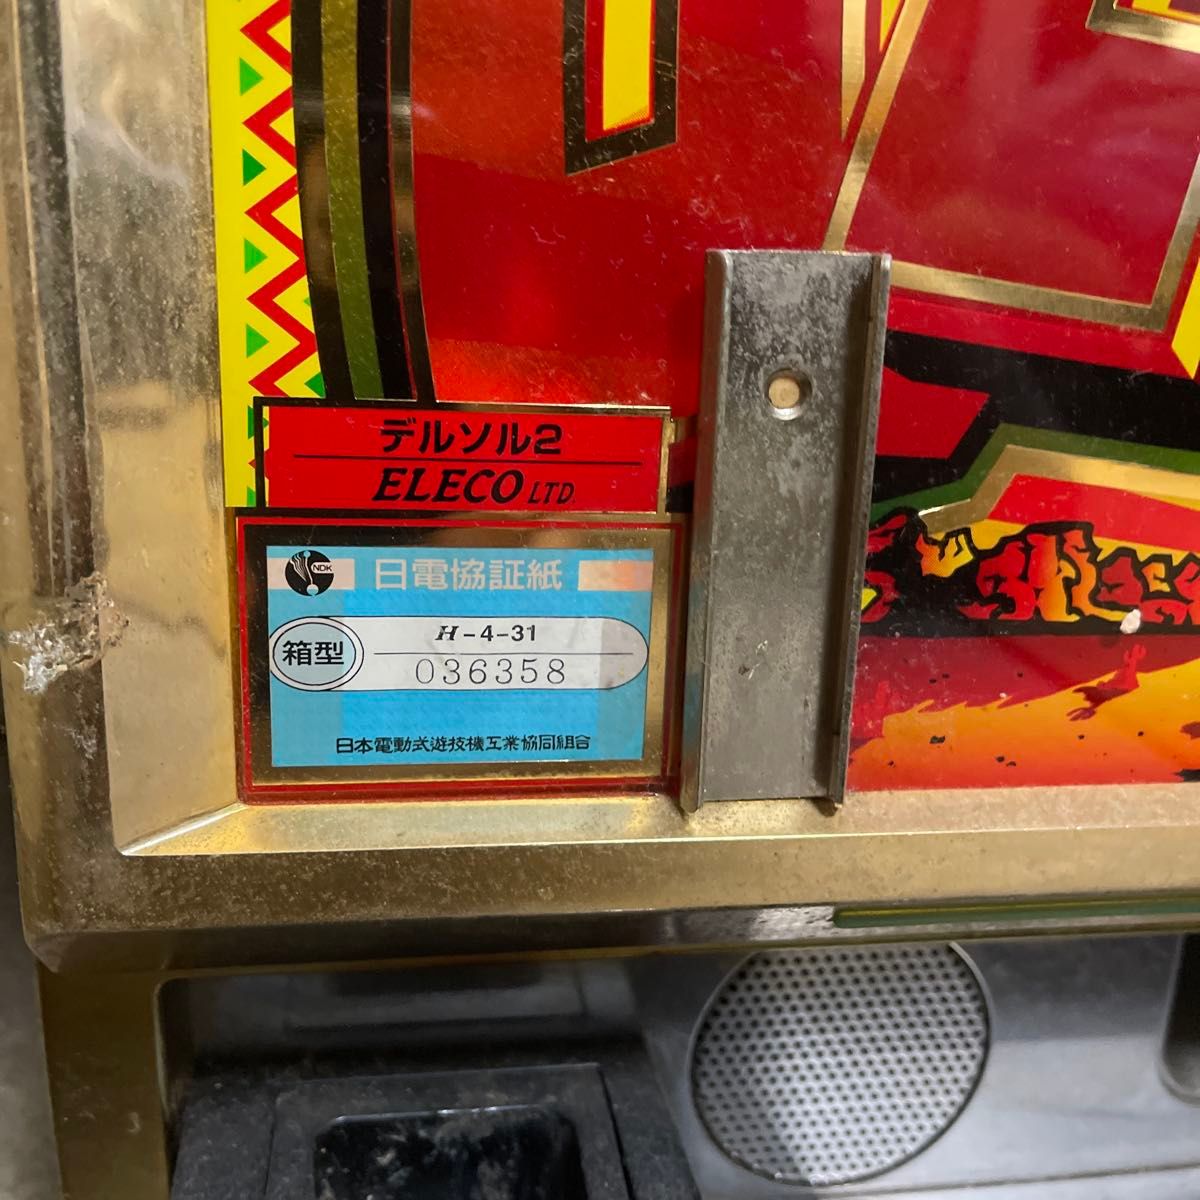 デルソル2
ELECO LTD.
NDK
日電協証紙
箱型
H-4-31
036358
日本電動式遊技機工業協同組合